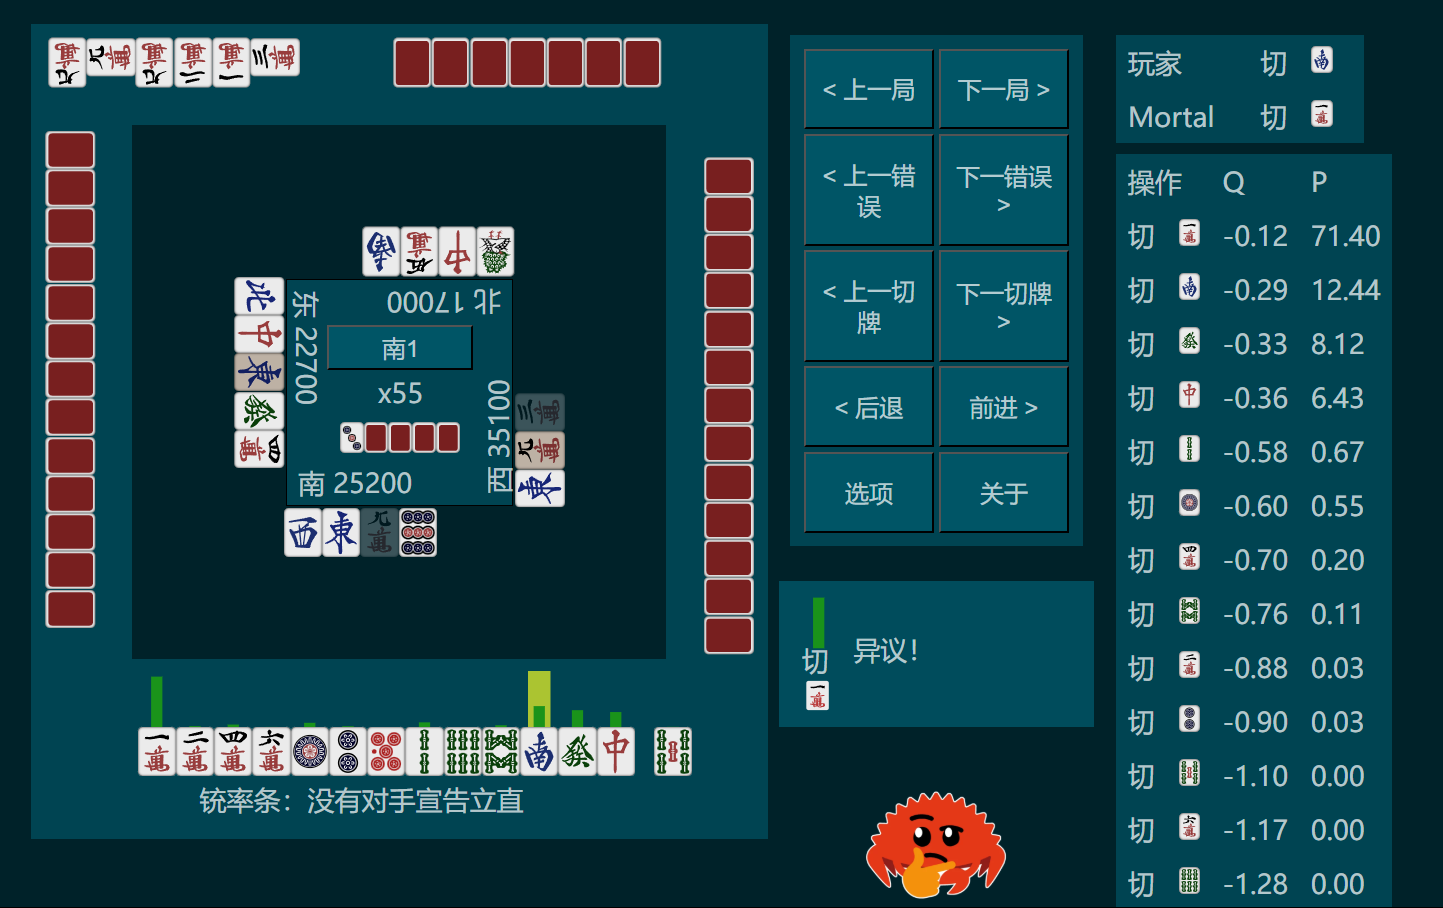 北 17000
东 22700
南1
x55
西 35100
南 25200
铳率条：没有对手宣告立直
< 上一局
下一局 >
< 上一错误
下一错误 >
< 上一切牌
下一切牌 >
< 后退
前进 >
选项
关于
切
异议！
玩家 切
Mortal 切
操作 Q P
切 -0.12 71.40
切 -0.29 12.44
切 -0.33 8.12
切 -0.36 6.43
切 -0.58 0.67
切 -0.60 0.55
切 -0.70 0.20
切 -0.76 0.11
切 -0.88 0.03
切 -0.90 0.03
切 -1.10 0.00
切 -1.17 0.00
切 -1.28 0.00